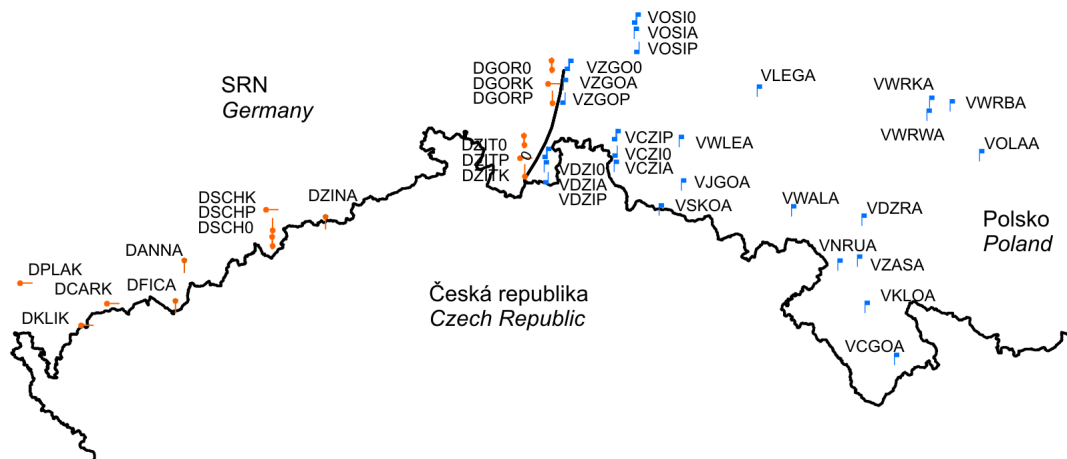 VOSI0
VOSIA
VOSIP
SRN
Germany
DGOR0
DGORK
DGORP
VZGO0
VZGOA
VZGOP
VLEGA
VWRKA
VWRBA
VWRWA
VOLAA
DZIT0
DZITP
DZITK
0
VDZI0
VDZIA
VDZIP
VCZIP
VCZI0
VCZIA
VWLEA
VJGOA
VSKOA
VWALA
VDZRA
Polsko
Poland
DSCHK
DSCHP
DSCH0
DZINA
DANNA
DPLAK
DCARK
DFICA
DKLIK
VNRUA
VZASA
VKLOA
VCGOA
Česká republika
Czech Republic